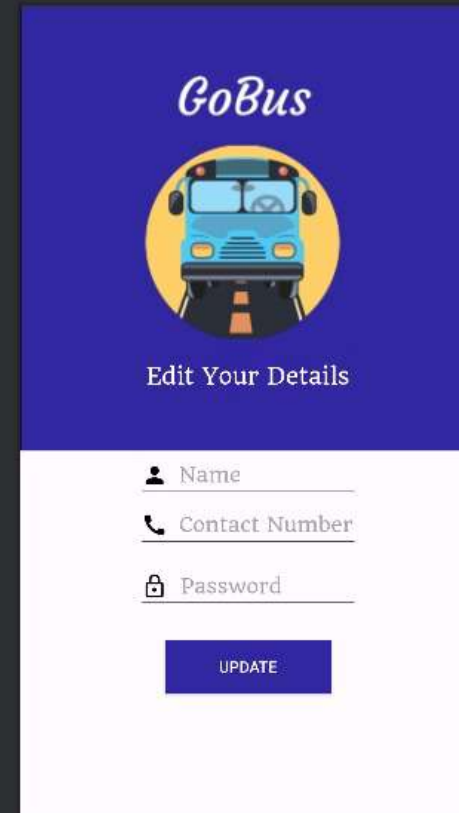 GoBus
Edit Your Details
Name
Contact Number
Password
UPDATE